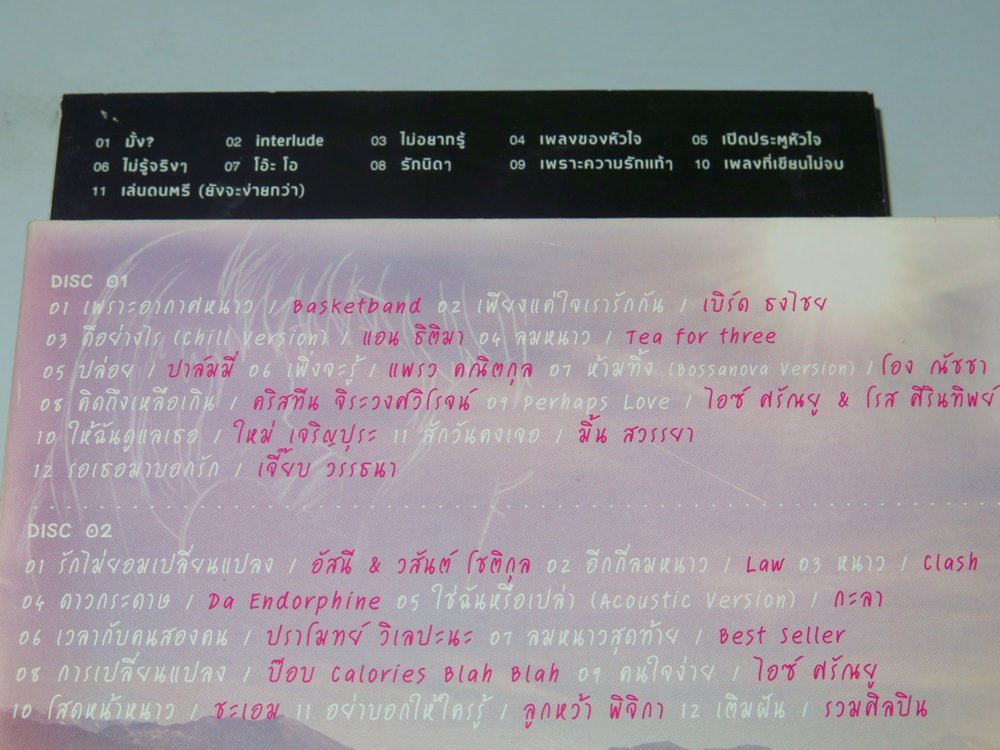 01 มั้ง? 02 interlude 03 ไม่อยากรู้ 04 เพลงของหัวใจ 05 เปิดประตูหัวใจ
06 ไม่รู้จริงๆ 07 โอ๊ะ โอ 08 รักนิดๆ 09 เพราะความรักแท้ๆ 10 เพลงที่เขียนไม่จบ
11 เล่นดนตรี (ยังจะง่ายกว่า)
DISC 01
01 เพราะอากาศหนาว / Basketband 02 เพียงแค่ใจเรารักกัน / เบิร์ด ธงไชย
03 ดีอย่างไร (Chill Version) / แอน ธิติมา 04 ลมหนาว / Tea for three
05 ปล่อย / ปาล์มมี่ 06 เพิ่งจะรู้ / แพรว คณิตกุล 07 ห้ามทิ้ง (Bossanova Version) / โอง ณัชชา
08 คิดถึงเหลือเกิน / คริสทีน จิระวงศวิโรจน์ 09 Perhaps Love / ไอซ์ ศรัณยู & โรส ศิรินทิพย์
10 ให้ฉันดูแลเธอ / ใหม่ เจริญปุระ 11 สักวันคงเจอ / มิ้น สวรรยา
12 รอเธอมาบอกรัก / เจี๊ยบ วรรธนา
DISC 02
01 รักไม่ยอมเปลี่ยนแปลง / อัสนี & วสันต์ โชติกุล 02 อีกกี่ลมหนาว / Law 03 หนาว / Clash
04 ดาวกระดาษ / Da Endorphine 05 ใช่ฉันหรือเปล่า (Acoustic Version) / กะลา
06 เวลากับคนสองคน / ปราโมทย์ วิเลปะนะ 07 ลมหนาวสุดท้าย / Best Seller
08 การเปลี่ยนแปลง / ป๊อบ Calories Blah Blah 09 คนใจง่าย / ไอซ์ ศรัณยู
10 โสดหน้าหนาว / ชะเอม 11 อย่าบอกให้ใครรู้ / ลูกหว้า พิจิกา 12 เติมฝัน / รวมศิลปิน